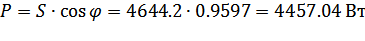 P = S · cos φ = 4644.2 · 0.9597 = 4457.04 Вт